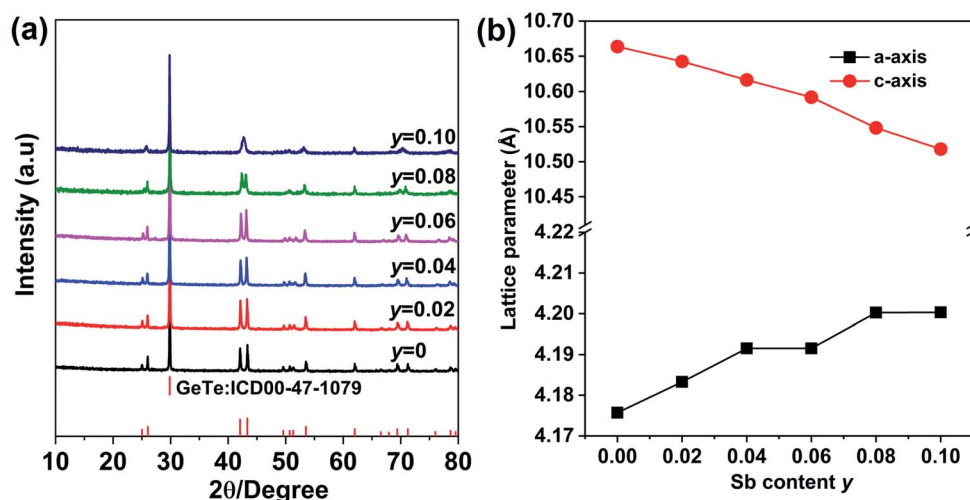 (a)
Intensity (a.u)
y=0.10
y=0.08
y=0.06
y=0.04
y=0.02
y=0
GeTe:ICD00-47-1079
10 20 30 40 50 60 70 80
2θ/Degree
(b)
Lattice parameter (Å)
10.70
10.65
10.60
10.55
10.50
4.22
4.21
4.20
4.19
4.18
4.17
a-axis
c-axis
0.00 0.02 0.04 0.06 0.08 0.10
Sb content y